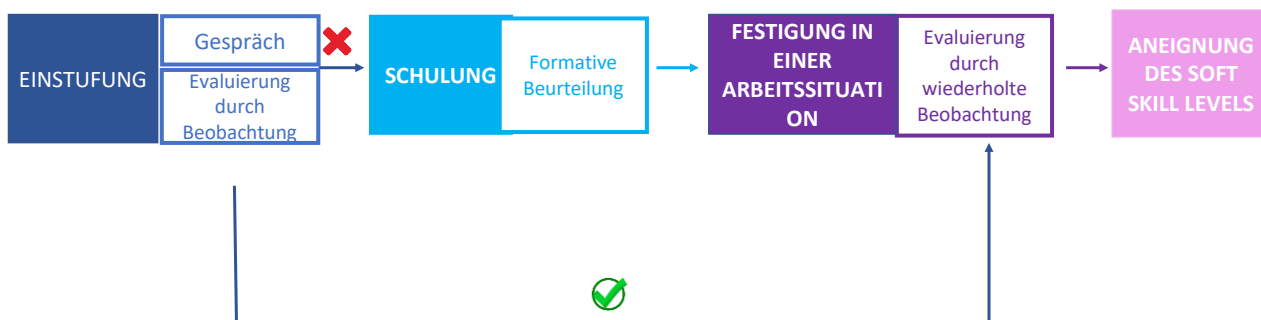 EINSTUFUNG
Gespräch
Evaluierung
durch
Beobachtung
SCHULUNG
Formative
Beurteilung
FESTIGUNG IN
EINER
ARBEITSSITUATI
ON
Evaluierung
durch
wiederholte
Beobachtung
ANEIGNUNG
DES SOFT
SKILL LEVELS